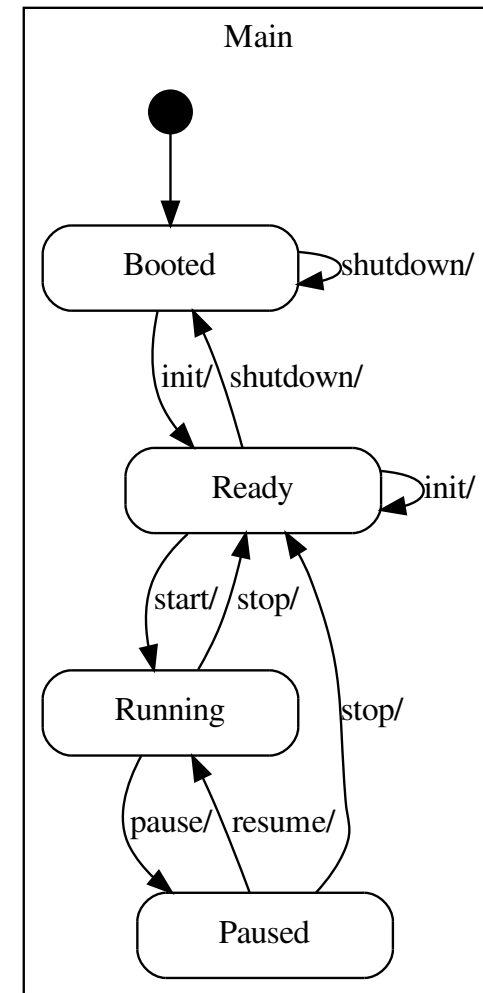 Main
Booted
shutdown/
init/
shutdown/
Ready
init/
start/
stop/
Running
stop/
pause/
resume/
Paused